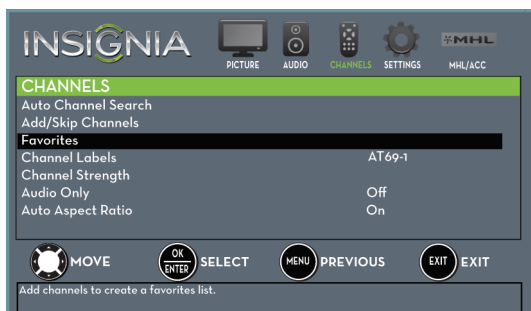 INSIGNIA
PICTURE AUDIO CHANNELS SETTINGS MHL MHL/ACC
CHANNELS
Auto Channel Search
Add/Skip Channels
Favorites
Channel Labels AT69-1
Channel Strength
Audio Only Off
Auto Aspect Ratio On
MOVE OK ENTER SELECT MENU PREVIOUS EXIT EXIT
Add channels to create a favorites list.